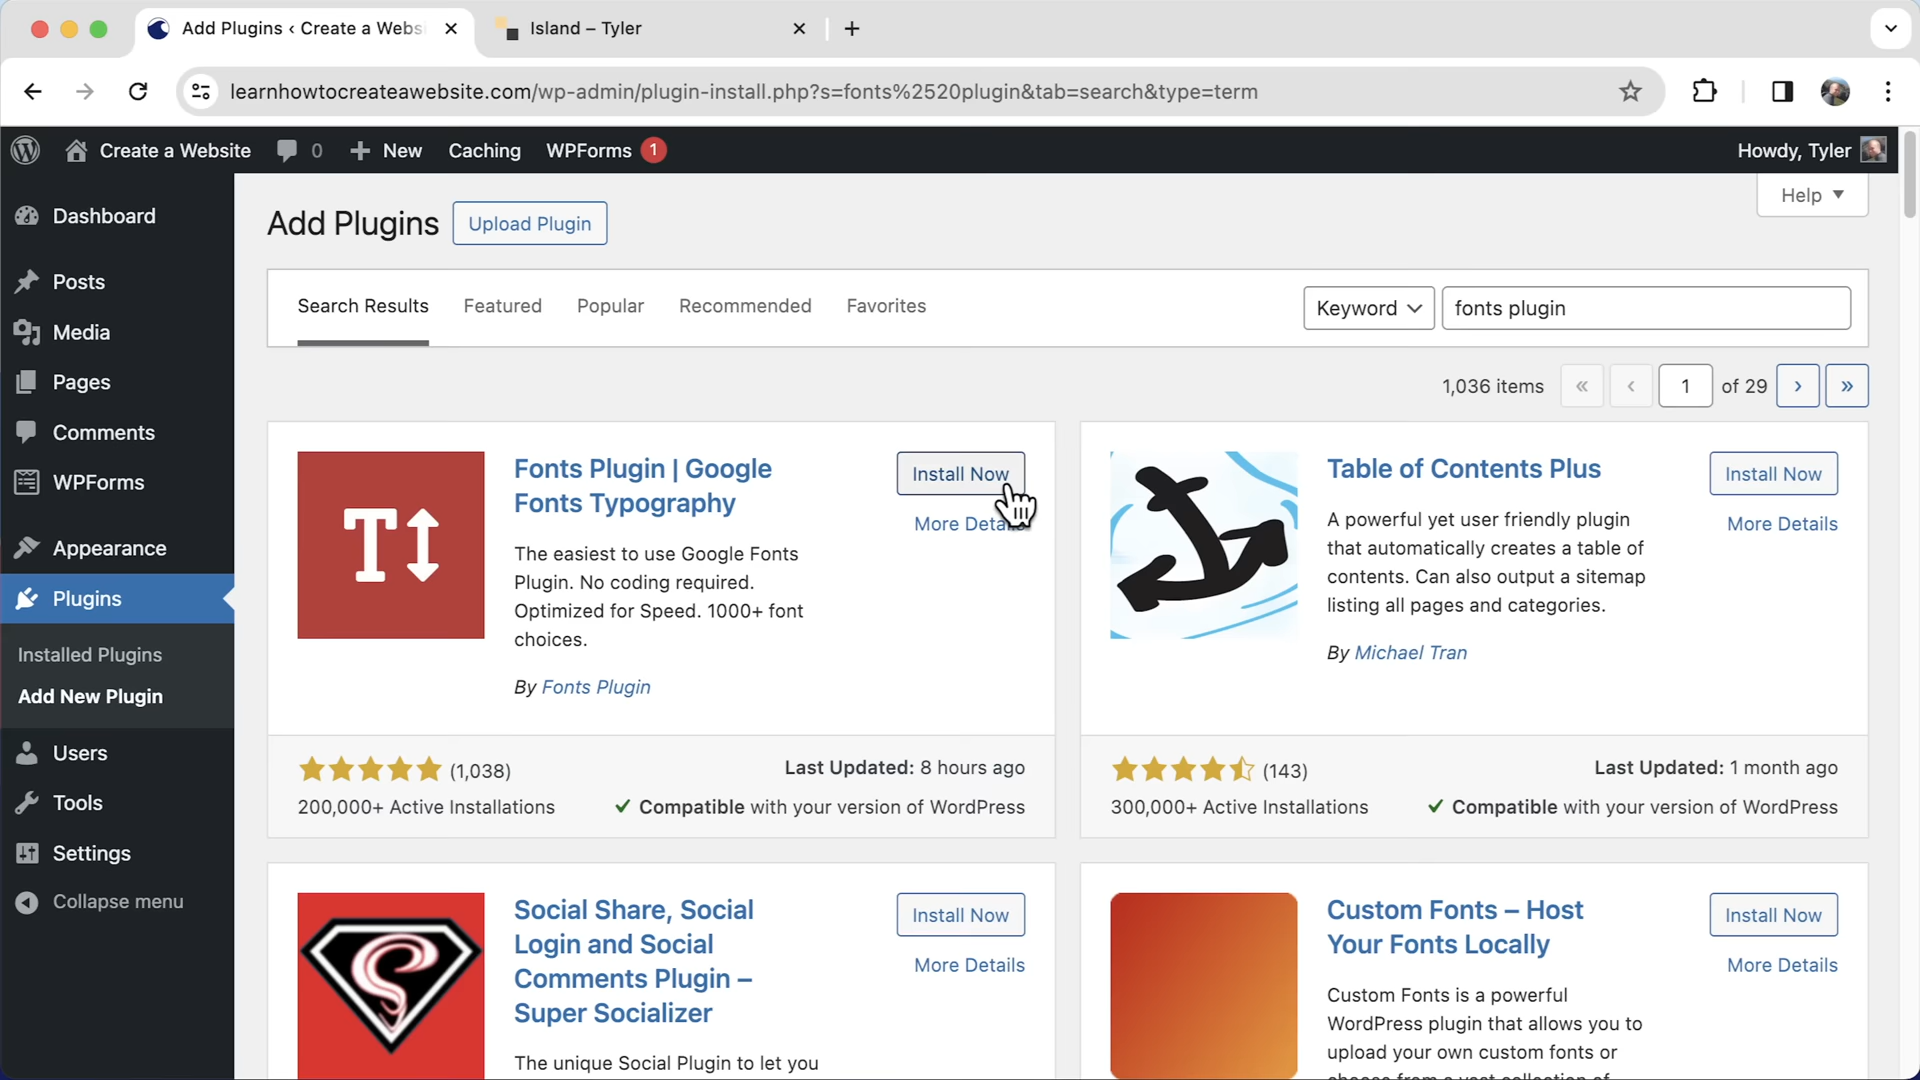 Add Plugins ‹ Create a Webs
Island – Tyler
learnhowtocreateawebsite.com/wp-admin/plugin-install.php?s=fonts%2520plugin&tab=search&type=term
Create a Website
0
New
Caching
WPForms
1
Howdy, Tyler
Help
Dashboard
Posts
Media
Pages
Comments
WPForms
Appearance
Plugins
Installed Plugins
Add New Plugin
Users
Tools
Settings
Collapse menu
Add Plugins
Upload Plugin
Search Results
Featured
Popular
Recommended
Favorites
Keyword
fonts plugin
1,036 items
«
‹
1
of 29
›
»
Fonts Plugin | Google
Fonts Typography
Install Now
More Details
The easiest to use Google Fonts
Plugin. No coding required.
Optimized for Speed. 1000+ font
choices.
By Fonts Plugin
(1,038)
200,000+ Active Installations
Last Updated: 8 hours ago
Compatible with your version of WordPress
Table of Contents Plus
Install Now
More Details
A powerful yet user friendly plugin
that automatically creates a table of
contents. Can also output a sitemap
listing all pages and categories.
By Michael Tran
(143)
300,000+ Active Installations
Last Updated: 1 month ago
Compatible with your version of WordPress
Social Share, Social
Login and Social
Comments Plugin –
Super Socializer
Install Now
More Details
The unique Social Plugin to let you
Custom Fonts – Host
Your Fonts Locally
Install Now
More Details
Custom Fonts is a powerful
WordPress plugin that allows you to
upload your own custom fonts or